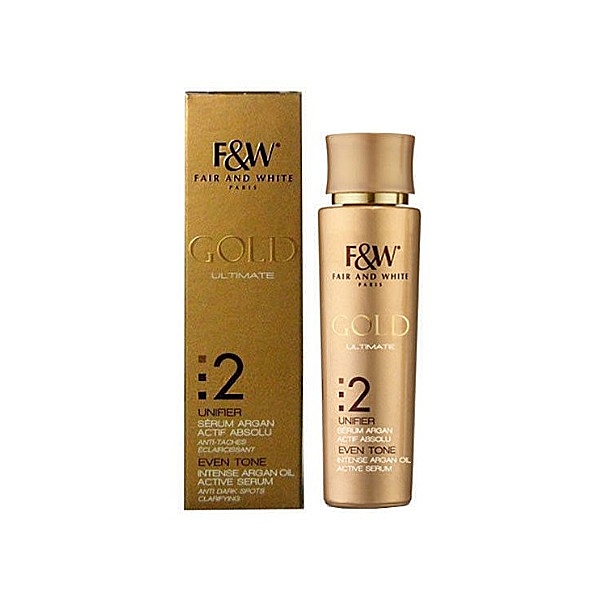 F&W®
FAIR AND WHITE
PARIS
GOLD
ULTIMATE
2
UNIFIER
SÉRUM ARGAN
ACTIF ABSOLU
ANTI-TACHES
ÉCLAIRCISSANT
EVEN TONE
INTENSE ARGAN OIL
ACTIVE SERUM
ANTI DARK SPOTS
CLARIFYING
F&W®
FAIR AND WHITE
PARIS
GOLD
ULTIMATE
2
UNIFIER
SÉRUM ARGAN
ACTIF ABSOLU
EVEN TONE
INTENSE ARGAN OIL
ACTIVE SERUM